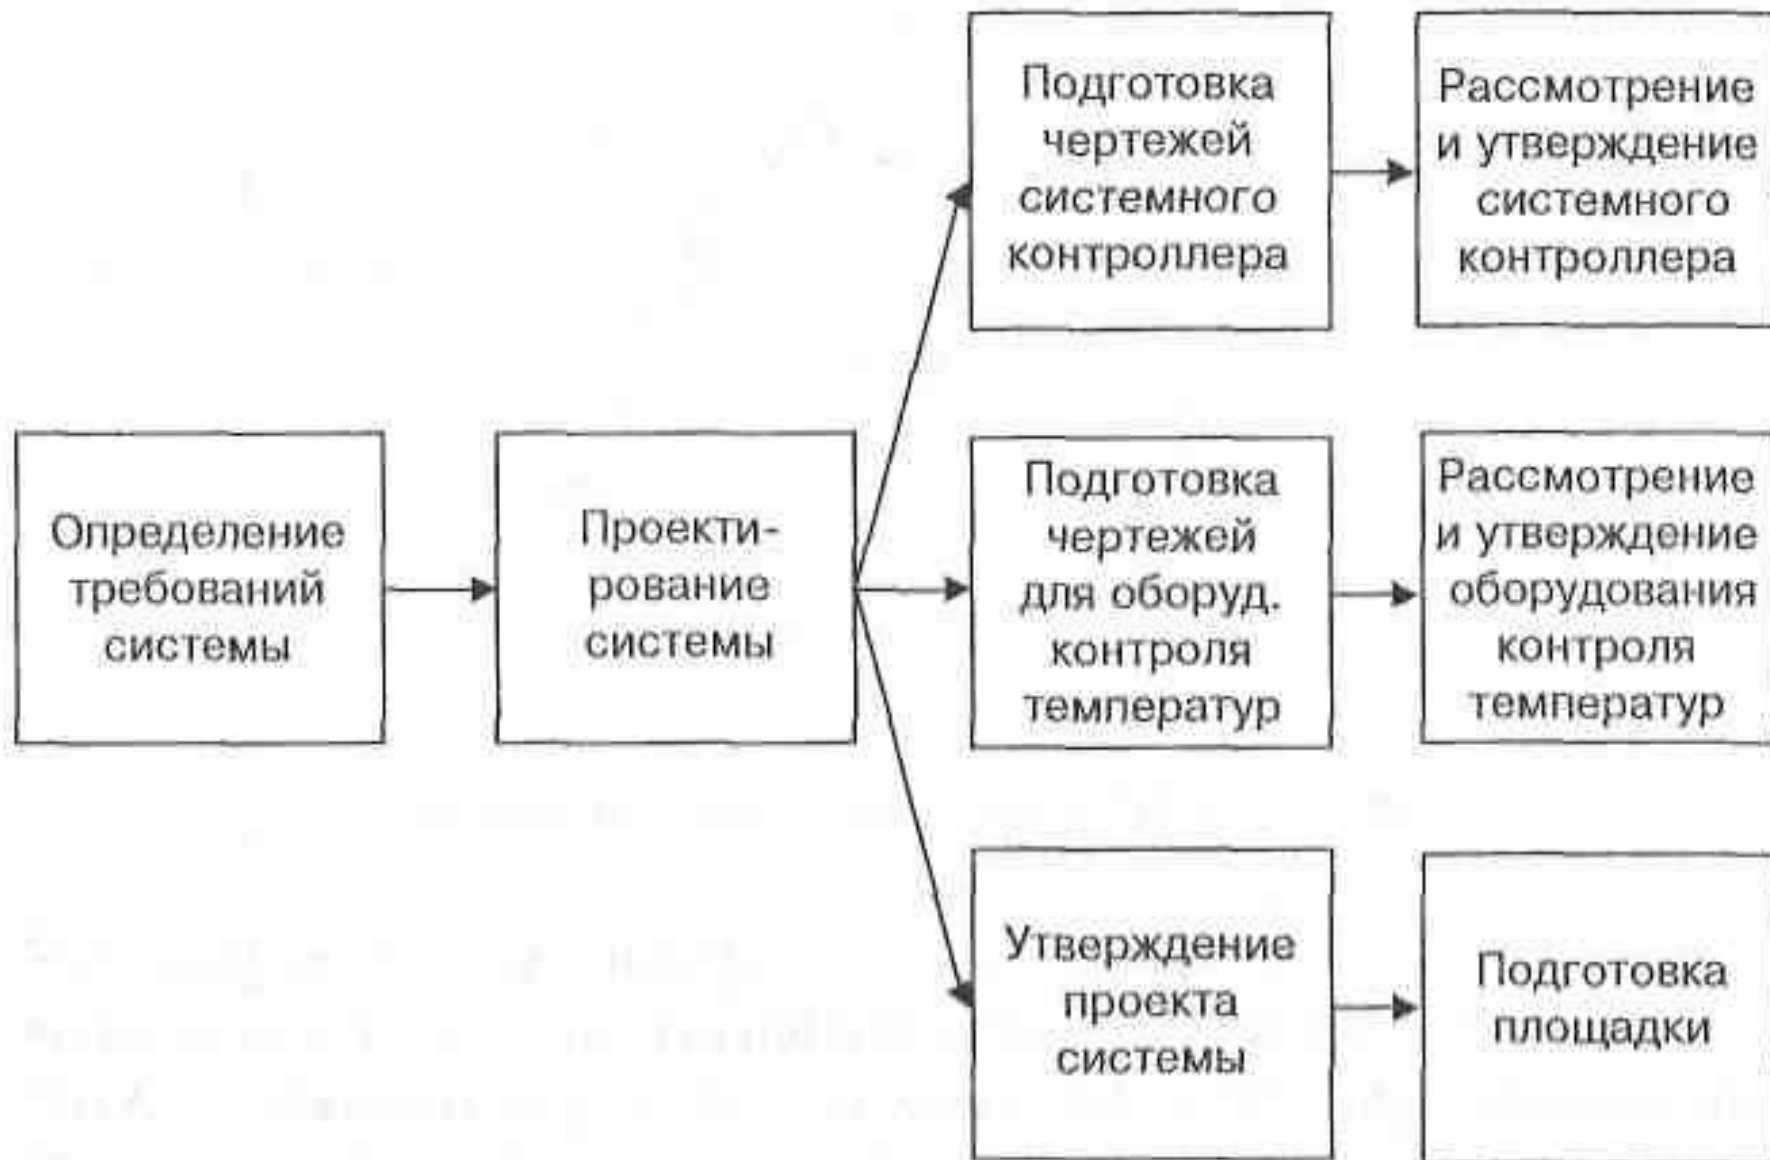 Определение
требований
системы
Проекти-
рование
системы
Подготовка
чертежей
системного
контроллера
Рассмотрение
и утверждение
системного
контроллера
Подготовка
чертежей
для оборуд.
контроля
температур
Рассмотрение
и утверждение
оборудования
контроля
температур
Утверждение
проекта
системы
Подготовка
площадки